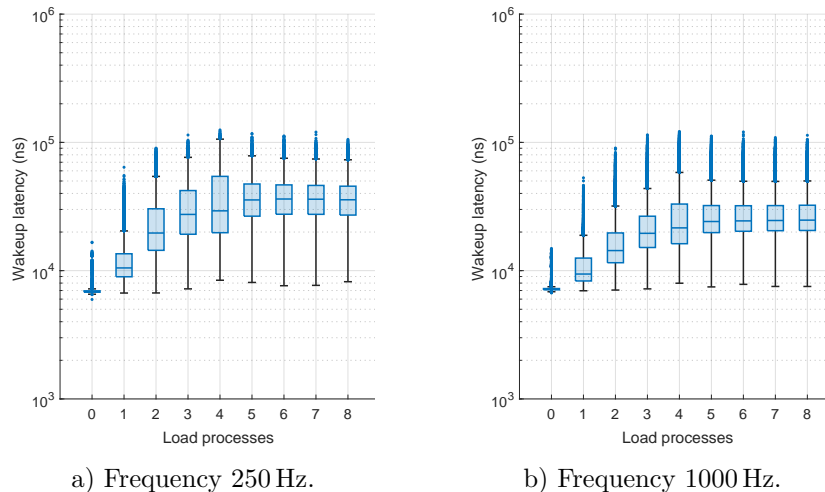 10^6
10^5
10^4
10^3
Wakeup latency (ns)
0 1 2 3 4 5 6 7 8
Load processes
a) Frequency 250 Hz.
10^6
10^5
10^4
10^3
Wakeup latency (ns)
0 1 2 3 4 5 6 7 8
Load processes
b) Frequency 1000 Hz.